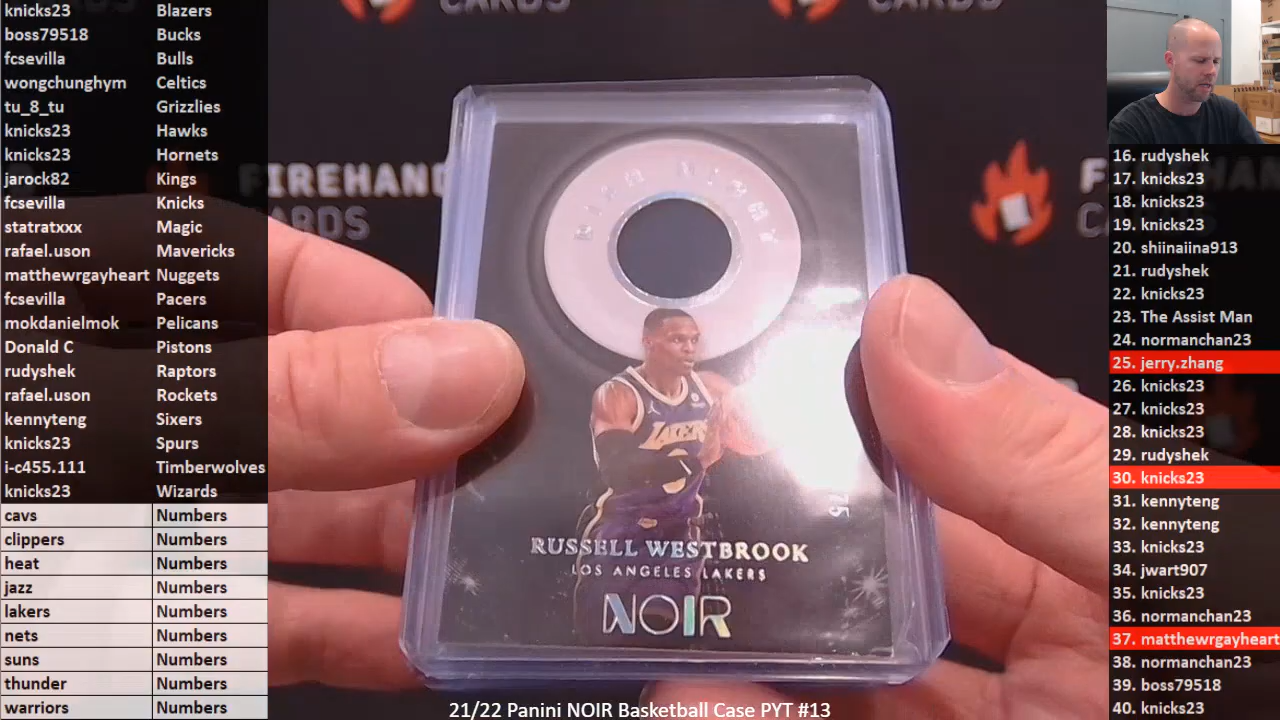 knicks23 Blazers
boss79518 Bucks
fcsevilla Bulls
wongchunghym Celtics
tu_8_tu Grizzlies
knicks23 Hawks
knicks23 Hornets
jarock82 Kings
fcsevilla Knicks
statratxxx Magic
rafael.uson Mavericks
matthewrgayheart Nuggets
fcsevilla Pacers
mokdanielmok Pelicans
Donald C Pistons
rudyshek Raptors
rafael.uson Rockets
kennyteng Sixers
knicks23 Spurs
i-c455.111 Timberwolves
knicks23 Wizards
cavs Numbers
clippers Numbers
heat Numbers
jazz Numbers
lakers Numbers
nets Numbers
suns Numbers
thunder Numbers
warriors Numbers
CARDS
CARDS
FIREHAND
CARDS
LAKERS
RUSSELL WESTBROOK
LOS ANGELES LAKERS
NOIR
21/22 Panini NOIR Basketball Case PYT #13
16. rudyshek
17. knicks23
18. knicks23
19. knicks23
20. shiinaiina913
21. rudyshek
22. knicks23
23. The Assist Man
24. normanchan23
25. jerry.zhang
26. knicks23
27. knicks23
28. knicks23
29. rudyshek
30. knicks23
31. kennyteng
32. kennyteng
33. knicks23
34. jwart907
35. knicks23
36. normanchan23
37. matthewrgayheart
38. normanchan23
39. boss79518
40. knicks23